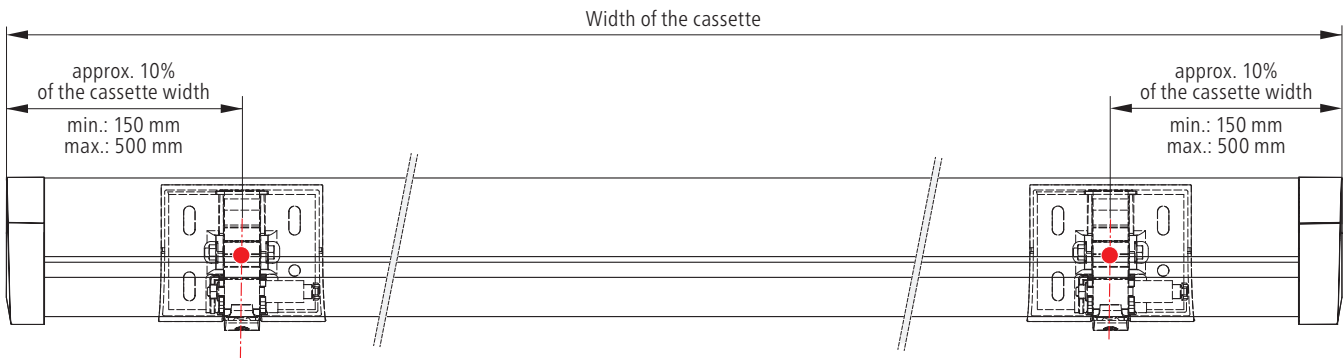 Width of the cassette
approx. 10%
of the cassette width
min.: 150 mm
max.: 500 mm
approx. 10%
of the cassette width
min.: 150 mm
max.: 500 mm